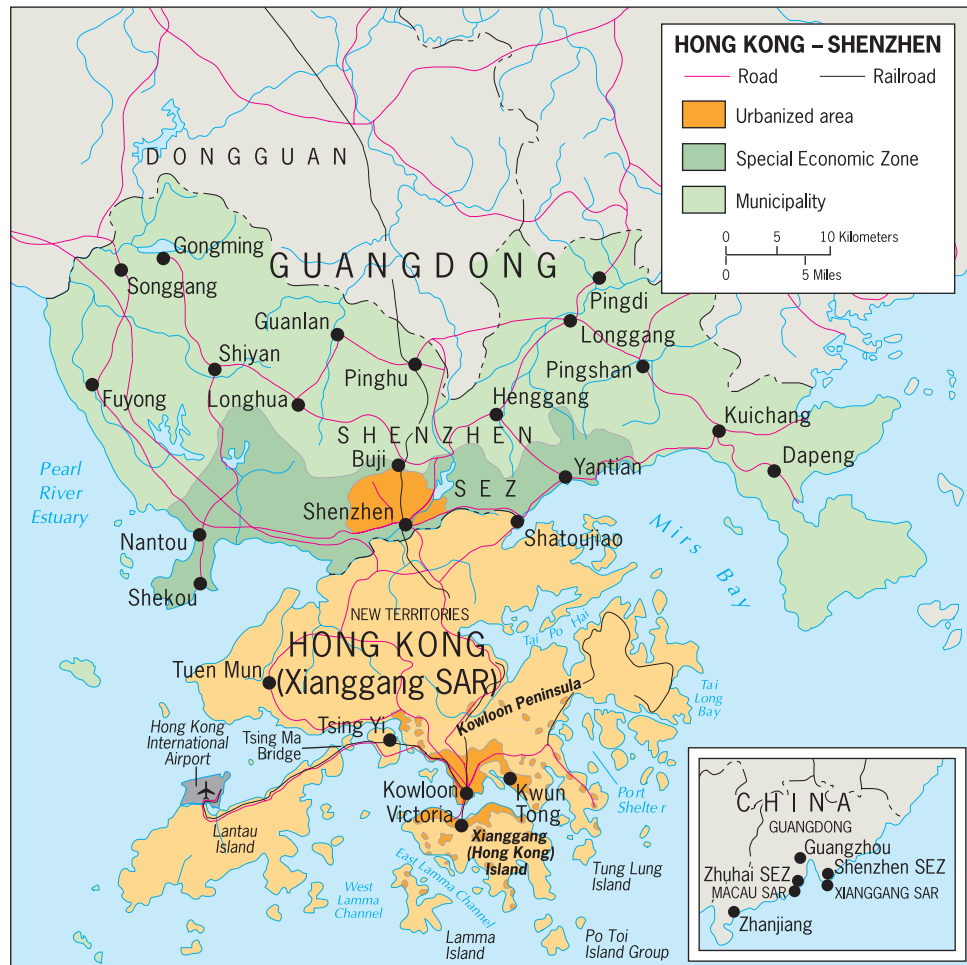 HONG KONG – SHENZHEN
Road
Railroad
Urbanized area
Special Economic Zone
Municipality
0 5 10 Kilometers
0 5 Miles
DONGGUAN
GUANGDONG
Gongming
Songgang
Pingdi
Guanlan
Longgang
Shiyan
Pinghu
Pingshan
Fuyong
Longhua
Henggang
Kuichang
SHENZHEN
Buji
Yantian
Dapeng
SEZ
Pearl
River
Estuary
Shenzhen
Nantou
Shatoujiao
Mirs Bay
Shekou
NEW TERRITORIES
Tai Po Hai
HONG KONG
(Xianggang SAR)
Tuen Mun
Kowloon Peninsula
Tai
Long
Bay
Hong Kong
International
Airport
Tsing Ma
Bridge
Tsing Yi
Kowloon
Kwun
Tong
Port
Shelter
Victoria
Lantau
Island
Xianggang
(Hong Kong)
Island
Tung Lung
Island
East Lamma Channel
West
Lamma
Channel
Lamma
Island
Po Toi
Island Group
CHINA
GUANGDONG
Guangzhou
Shenzhen SEZ
Zhuhai SEZ
MACAU SAR
XIANGGANG SAR
Zhanjiang